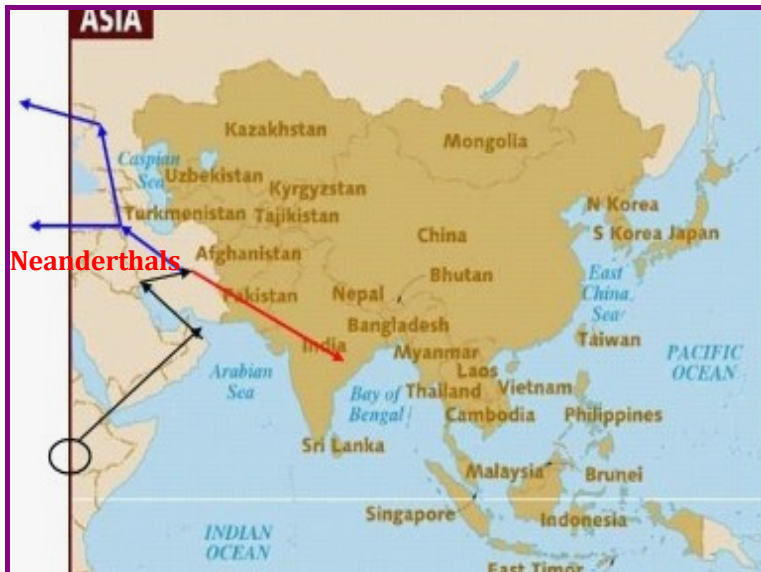 ASIA
Kazakhstan
Mongolia
Caspian
Sea
Uzbekistan
Kyrgyzstan
Turkmenistan
Tajikistan
N Korea
S Korea
Japan
China
Neanderthals
Afghanistan
Bhutan
East
China
Sea
Pakistan
Nepal
Bangladesh
India
Taiwan
Myanmar
PACIFIC
OCEAN
Arabian
Sea
Laos
Bay of
Bengal
Thailand
Vietnam
Cambodia
Philippines
Sri Lanka
Malaysia
Brunei
Singapore
Indonesia
INDIAN
OCEAN
East Timor